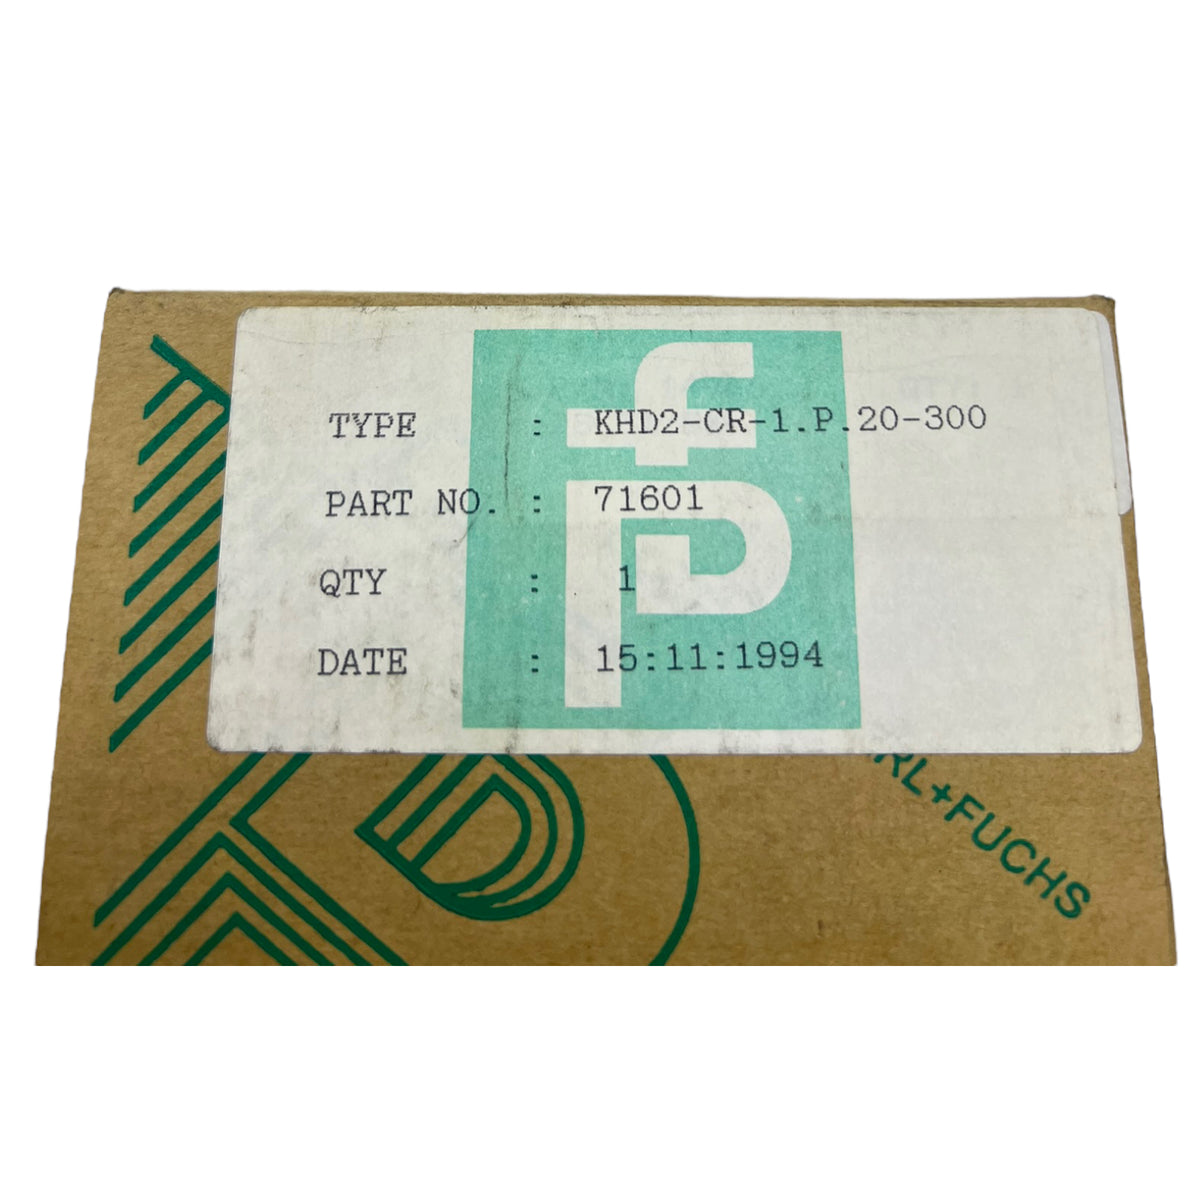 TYPE : KHD2-CR-1.P.20-300
PART NO. : 71601
QTY : 1
DATE : 15:11:1994
RL+FUCHS